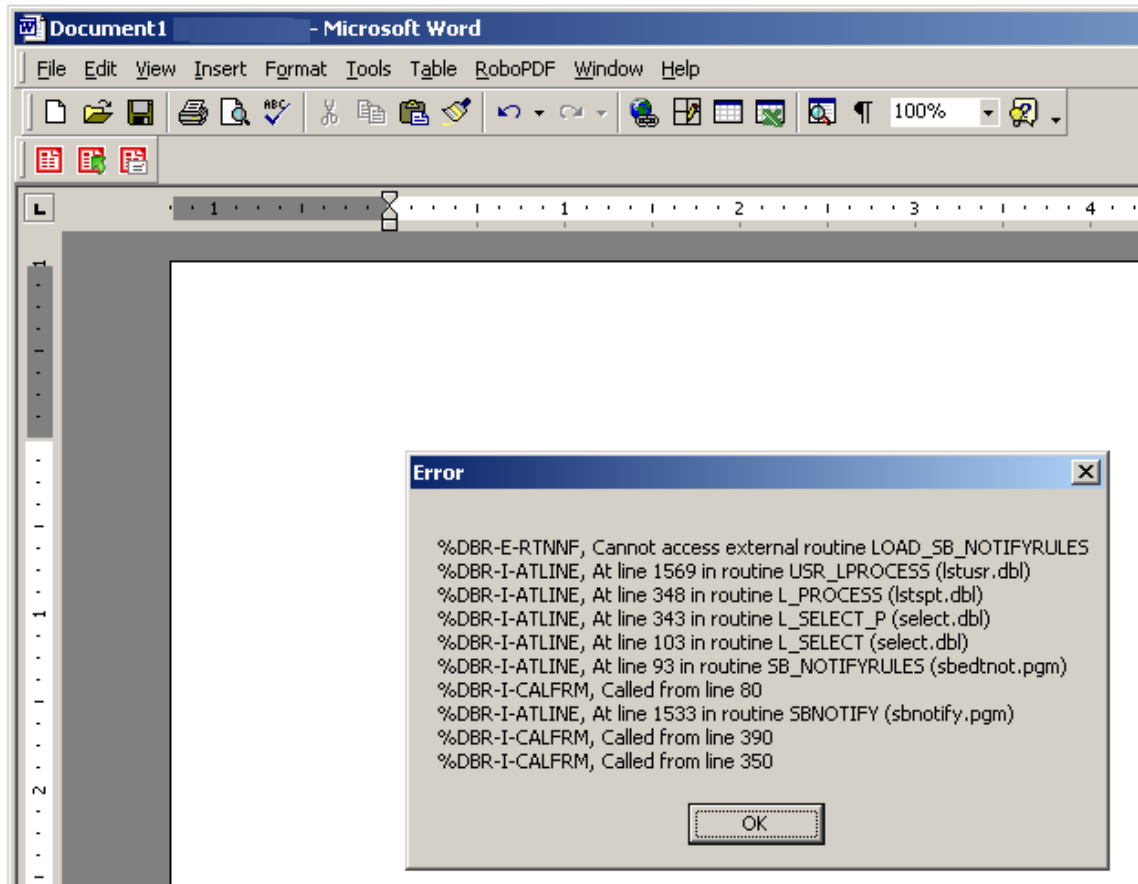 Document1 - Microsoft Word
File Edit View Insert Format Tools Table RoboPDF Window Help
ABC 100%
L 1 1 2 3 4
1
1
2
Error
%DBR-E-RTNNF, Cannot access external routine LOAD_SB_NOTIFYRULES
%DBR-I-ATLINE, At line 1569 in routine USR_LPROCESS (lstusr.dbl)
%DBR-I-ATLINE, At line 348 in routine L_PROCESS (lstspt.dbl)
%DBR-I-ATLINE, At line 343 in routine L_SELECT_P (select.dbl)
%DBR-I-ATLINE, At line 103 in routine L_SELECT (select.dbl)
%DBR-I-ATLINE, At line 93 in routine SB_NOTIFYRULES (sbedtnot.pgm)
%DBR-I-CALFRM, Called from line 80
%DBR-I-ATLINE, At line 1533 in routine SBNOTIFY (sbnotify.pgm)
%DBR-I-CALFRM, Called from line 390
%DBR-I-CALFRM, Called from line 350
OK